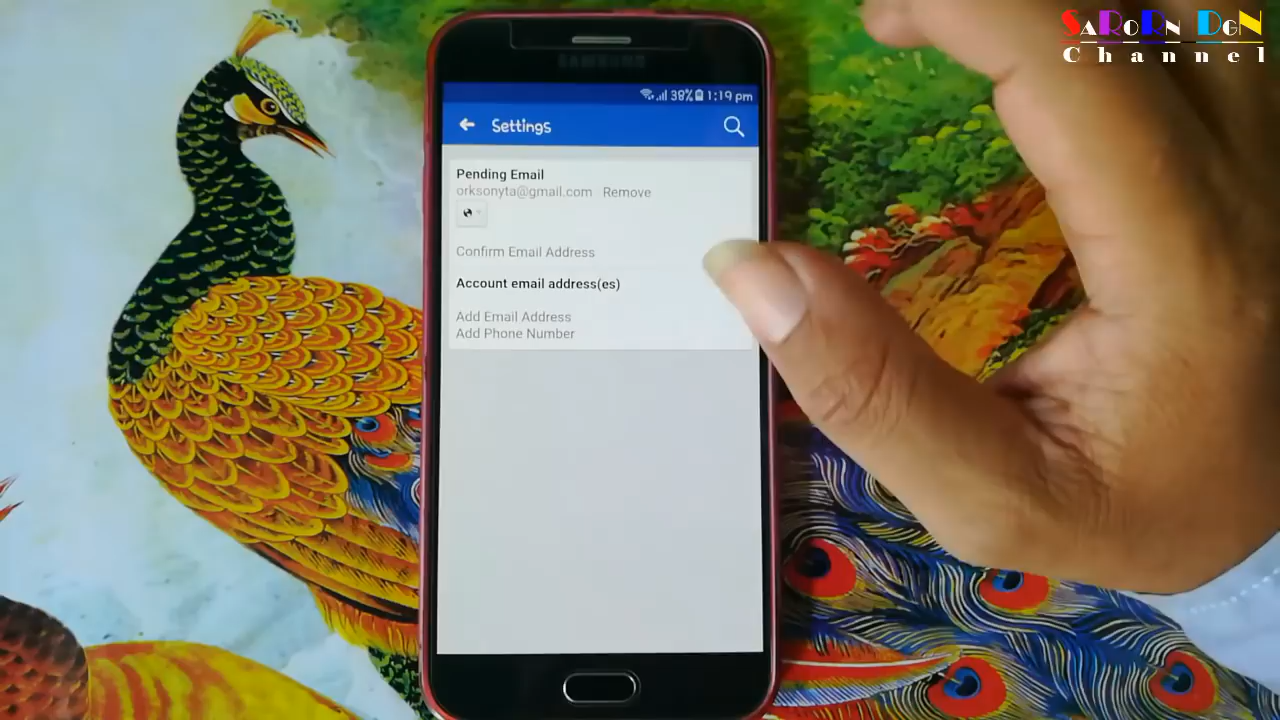 SaRoRn DgN
Channel
SAMSUNG
38% 1:19 pm
Settings
Pending Email
orksonyta@gmail.com · Remove
Confirm Email Address
Account email address(es)
Add Email Address
Add Phone Number